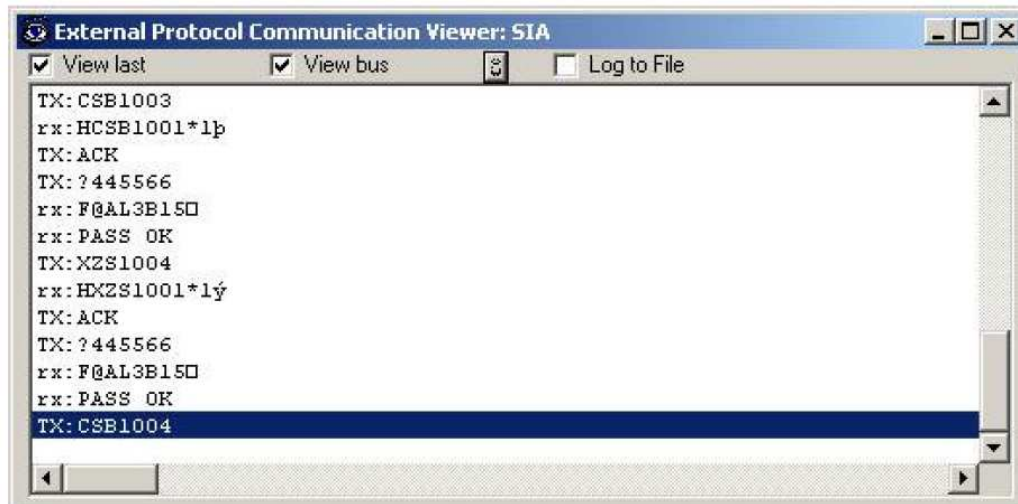 External Protocol Communication Viewer: SIA
View last View bus Log to File
TX:CSB1003
rx:HCSB1001*1þ
TX:ACK
TX:?445566
rx:F@AL3B15□
rx:PASS OK
TX:XZS1004
rx:HXZS1001*1ý
TX:ACK
TX:?445566
rx:F@AL3B15□
rx:PASS OK
TX:CSB1004